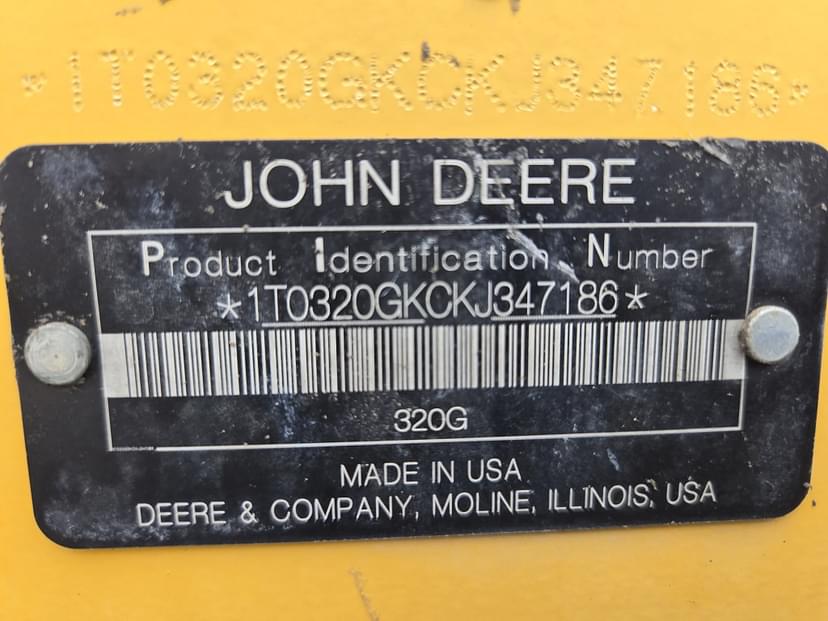 *1T0320GKCKJ347186*
JOHN DEERE
Product Identification Number
*1T0320GKCKJ347186*
320G
MADE IN USA
DEERE & COMPANY, MOLINE, ILLINOIS, USA